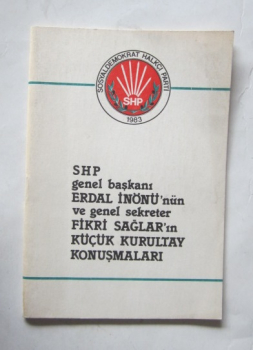 SOSYALDEMOKRAT HALKÇI PARTİ
SHP
1983
SHP
genel başkanı
ERDAL İNÖNÜ'nün
ve genel sekreter
FİKRİ SAĞLAR'ın
KÜÇÜK KURULTAY
KONUŞMALARI